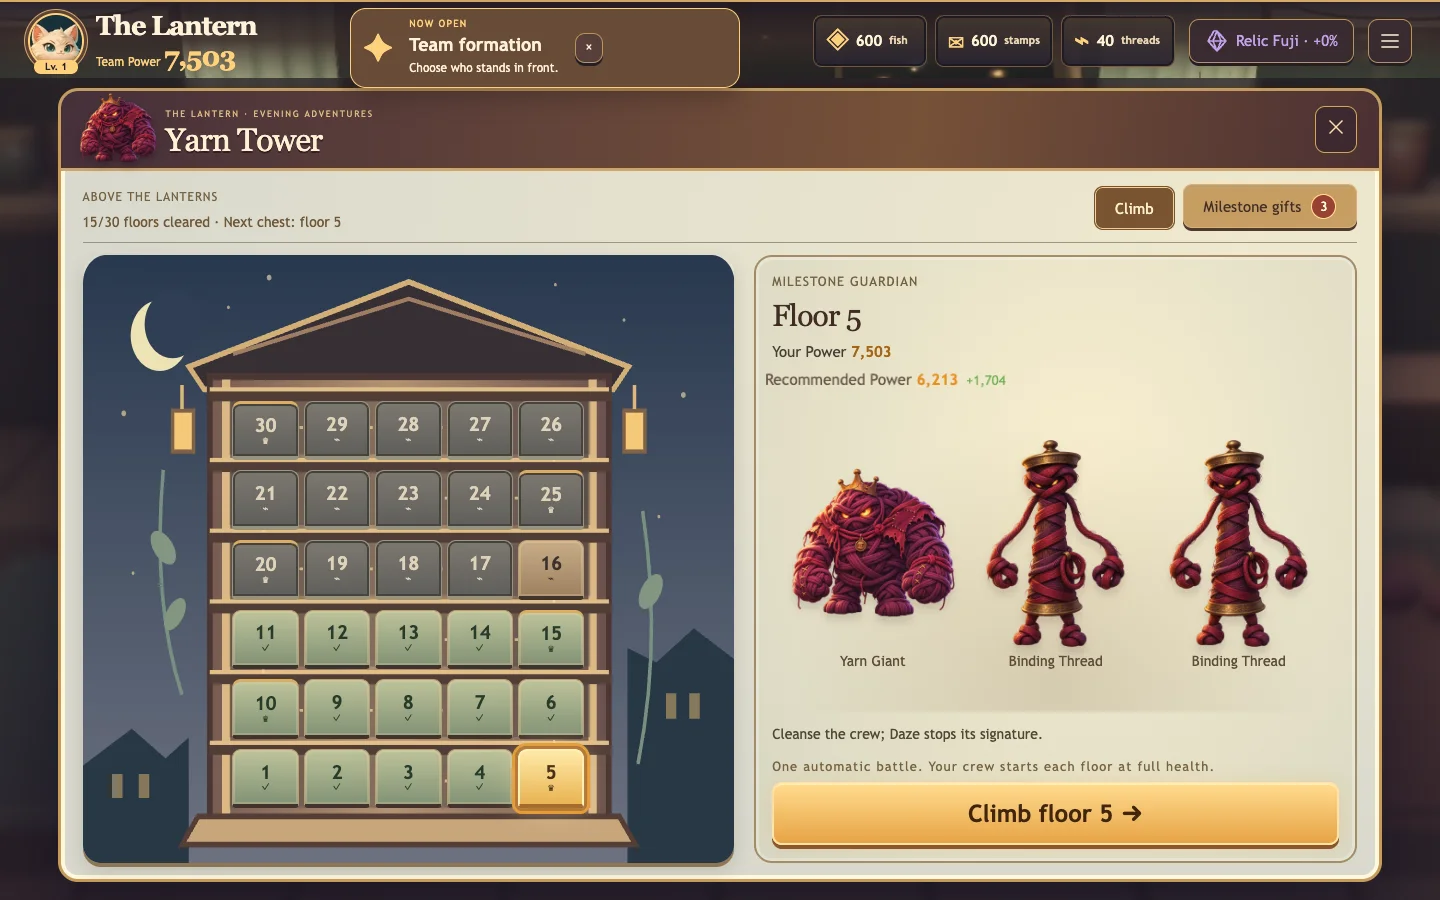 The Lantern
Team Power 7,503
Lv. 1
NOW OPEN
Team formation
Choose who stands in front.
×
600 fish
600 stamps
40 threads
Relic Fuji · +0%
THE LANTERN · EVENING ADVENTURES
Yarn Tower
ABOVE THE LANTERNS
15/30 floors cleared · Next chest: floor 5
Climb
Milestone gifts 3
30 29 28 27 26
21 22 23 24 25
20 19 18 17 16
11 12 13 14 15
10 9 8 7 6
1 2 3 4 5
MILESTONE GUARDIAN
Floor 5
Your Power 7,503
Recommended Power 6,213 +1,704
Yarn Giant
Binding Thread
Binding Thread
Cleanse the crew; Daze stops its signature.
One automatic battle. Your crew starts each floor at full health.
Climb floor 5 →